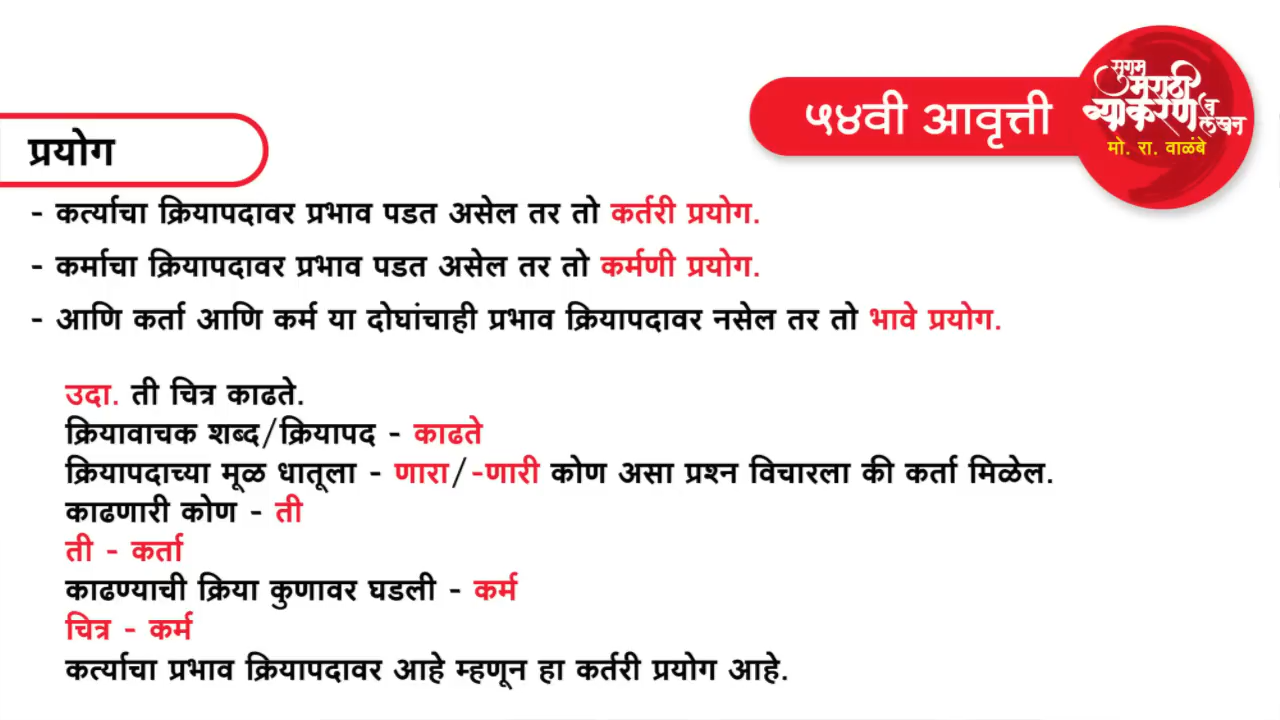 ५४वी आवृत्ती
सुगम
मराठी
व्याकरण व
लेखन
मो. रा. वाळंबे
प्रयोग
- कर्त्याचा क्रियापदावर प्रभाव पडत असेल तर तो कर्तरी प्रयोग.
- कर्माचा क्रियापदावर प्रभाव पडत असेल तर तो कर्मणी प्रयोग.
- आणि कर्ता आणि कर्म या दोघांचाही प्रभाव क्रियापदावर नसेल तर तो भावे प्रयोग.
उदा. ती चित्र काढते.
क्रियावाचक शब्द/क्रियापद - काढते
क्रियापदाच्या मूळ धातूला - णारा/-णारी कोण असा प्रश्न विचारला की कर्ता मिळेल.
काढणारी कोण - ती
ती - कर्ता
काढण्याची क्रिया कुणावर घडली - कर्म
चित्र - कर्म
कर्त्याचा प्रभाव क्रियापदावर आहे म्हणून हा कर्तरी प्रयोग आहे.